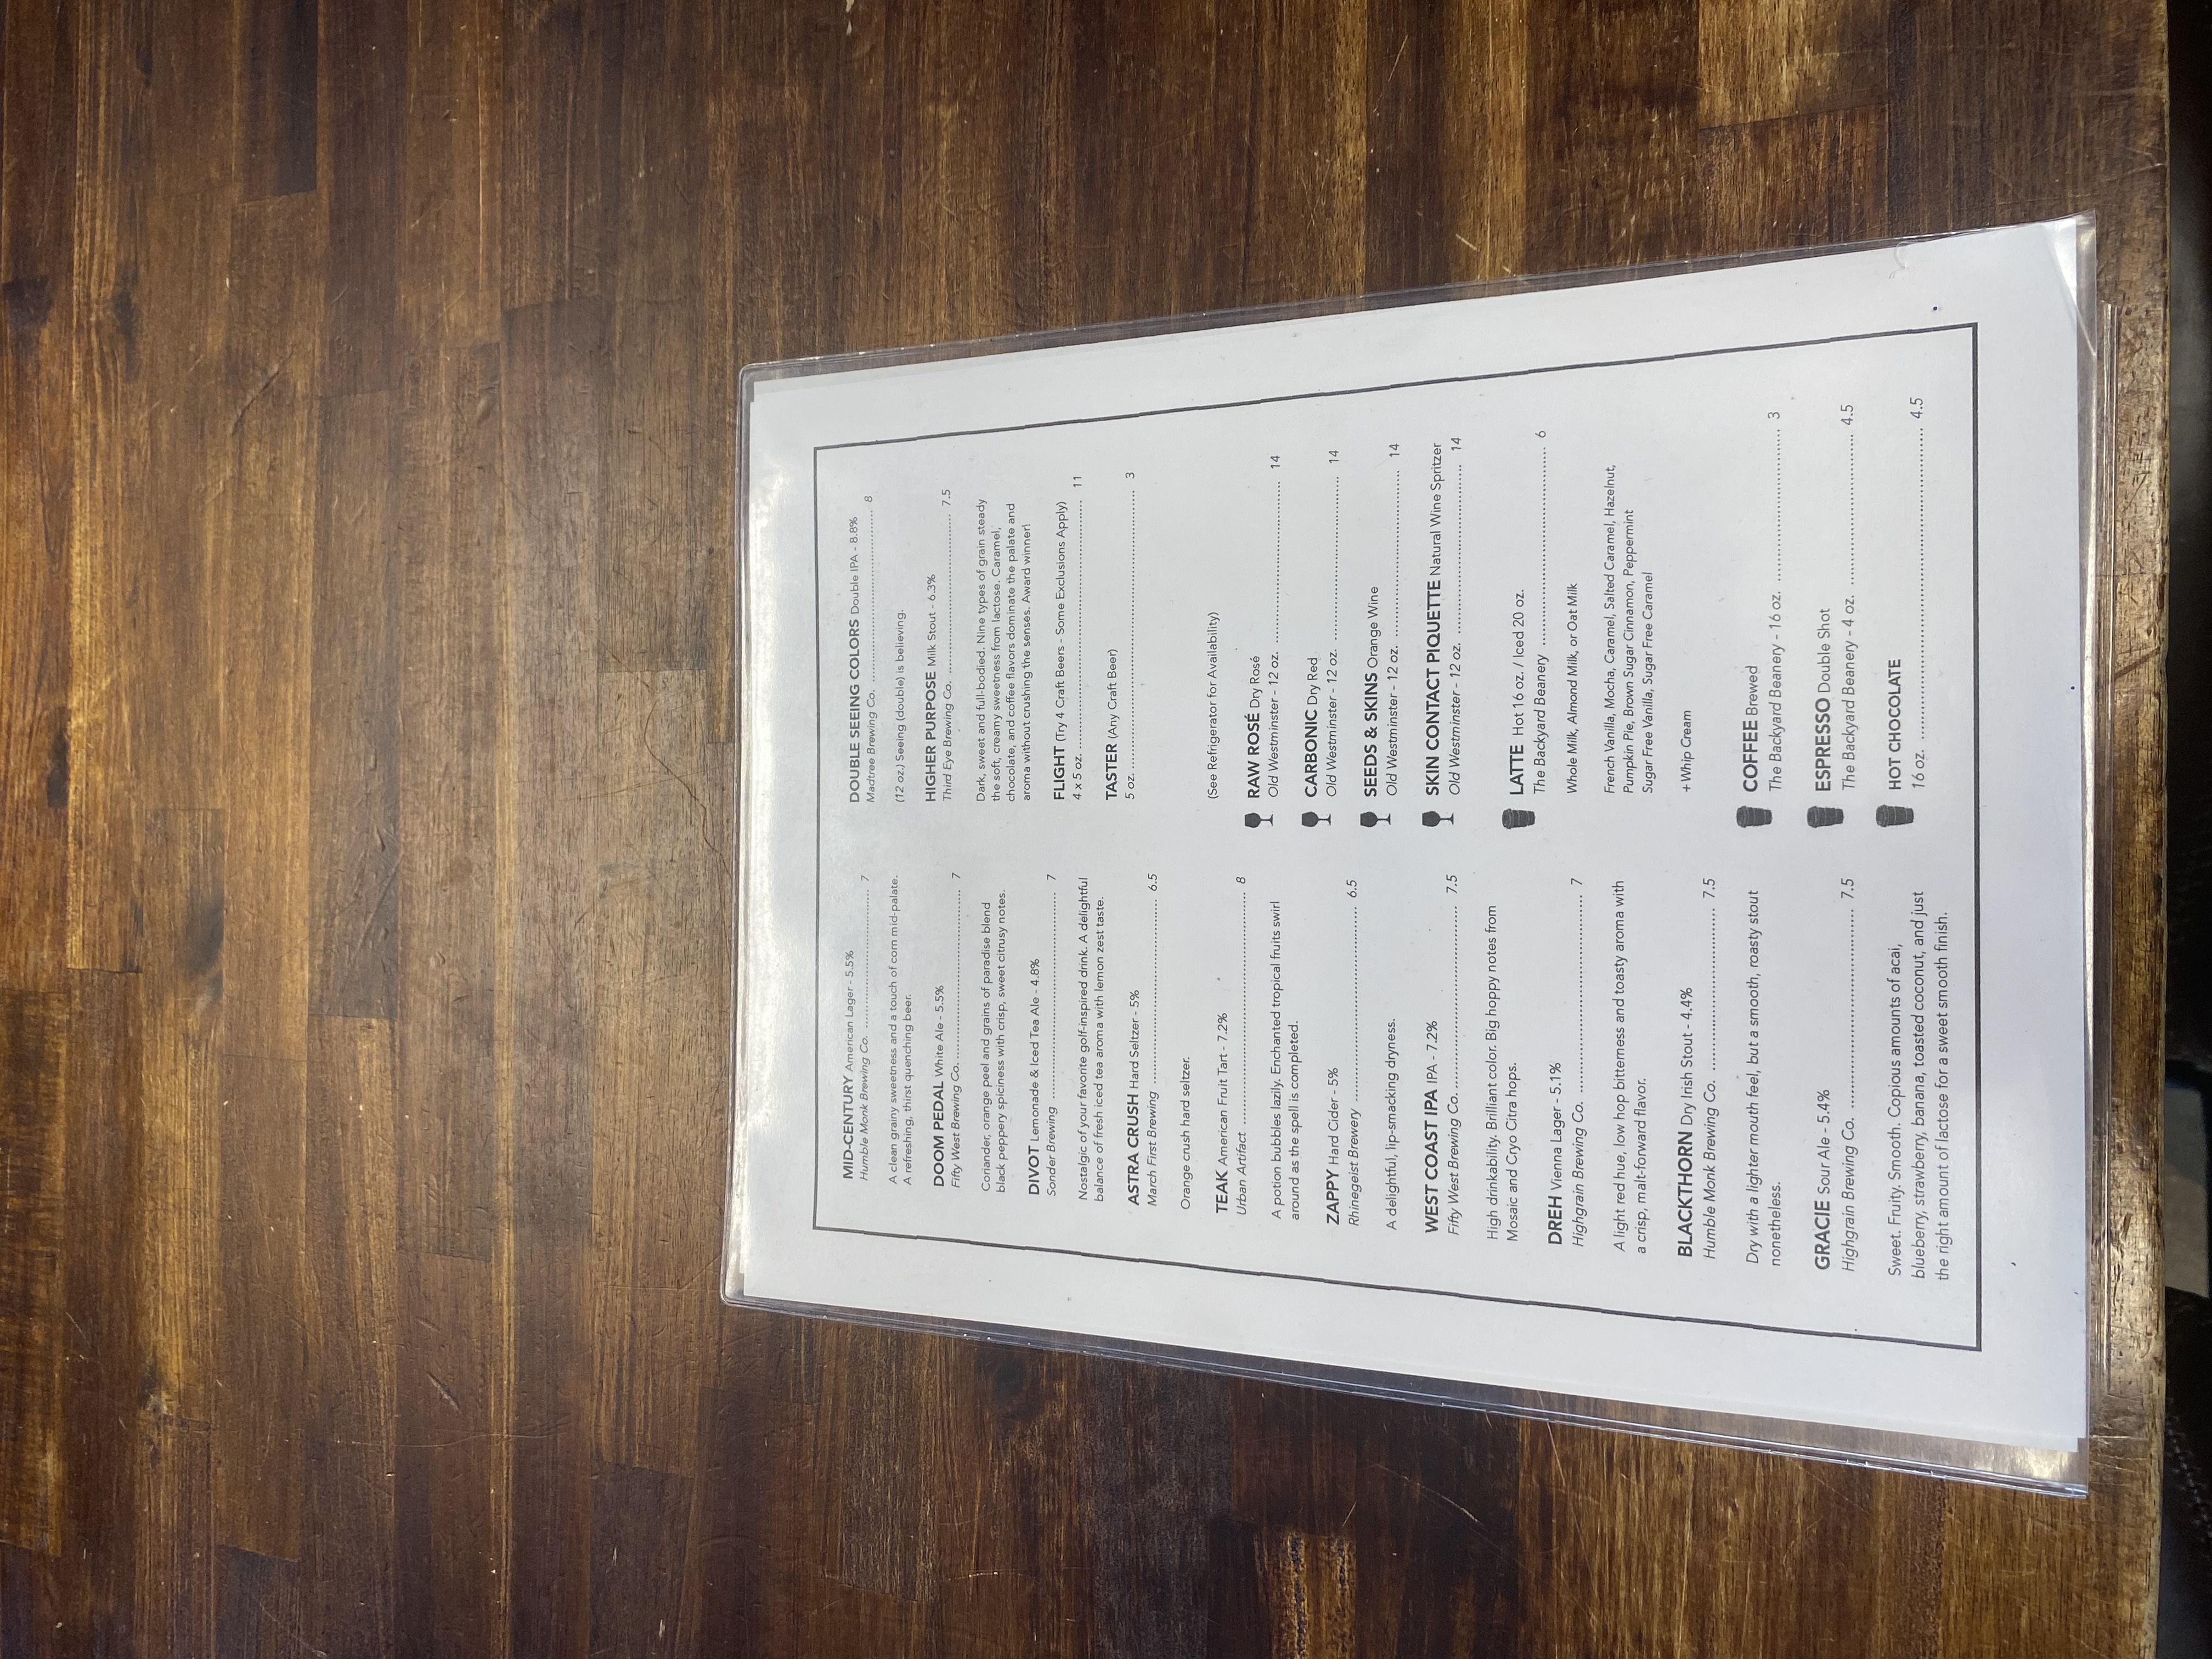 MID-CENTURY American Lager - 5.5%
Humble Monk Brewing Co. ................................. 7
A clean grainy sweetness and a touch of corn mid-palate.
A refreshing, thirst quenching beer.
DOOM PEDAL White Ale - 5.5%
Fifty West Brewing Co. ........................................ 7
Coriander, orange peel and grains of paradise blend
black peppery spiciness with crisp, sweet citrusy notes.
DIVOT Lemonade & Iced Tea Ale - 4.8%
Sonder Brewing ................................................. 7
Nostalgic of your favorite golf-inspired drink. A delightful
balance of fresh iced tea aroma with lemon zest taste.
ASTRA CRUSH Hard Seltzer - 5%
March First Brewing ........................................... 6.5
Orange crush hard seltzer.
TEAK American Fruit Tart - 7.2%
Urban Artifact ..................................................... 8
A potion bubbles lazily. Enchanted tropical fruits swirl
around as the spell is completed.
ZAPPY Hard Cider - 5%
Rhinegeist Brewery ............................................ 6.5
A delightful, lip-smacking dryness.
WEST COAST IPA IPA - 7.2%
Fifty West Brewing Co. ........................................ 7.5
High drinkability. Brilliant color. Big hoppy notes from
Mosaic and Cryo Citra hops.
DREH Vienna Lager - 5.1%
Highgrain Brewing Co. ........................................ 7
A light red hue, low hop bitterness and toasty aroma with
a crisp, malt-forward flavor.
BLACKTHORN Dry Irish Stout - 4.4%
Humble Monk Brewing Co. ................................. 7.5
Dry with a lighter mouth feel, but a smooth, roasty stout
nonetheless.
GRACIE Sour Ale - 5.4%
Highgrain Brewing Co. ........................................ 7.5
Sweet. Fruity. Smooth. Copious amounts of acai,
blueberry, strawberry, banana, toasted coconut, and just
the right amount of lactose for a sweet smooth finish.
DOUBLE SEEING COLORS Double IPA - 8.8%
Madtree Brewing Co. .......................................... 8
(12 oz.) Seeing (double) is believing.
HIGHER PURPOSE Milk Stout - 6.3%
Third Eye Brewing Co. ....................................... 7.5
Dark, sweet and full-bodied. Nine types of grain steady
the soft, creamy sweetness from lactose. Caramel,
chocolate, and coffee flavors dominate the palate and
aroma without crushing the senses. Award winner!
FLIGHT (Try 4 Craft Beers - Some Exclusions Apply)
4 x 5 oz. ............................................................. 11
TASTER (Any Craft Beer)
5 oz. ................................................................... 3
(See Refrigerator for Availability)
RAW ROSÉ Dry Rosé
Old Westminster - 12 oz. ..................................... 14
CARBONIC Dry Red
Old Westminster - 12 oz. ..................................... 14
SEEDS & SKINS Orange Wine
Old Westminster - 12 oz. ..................................... 14
SKIN CONTACT PIQUETTE Natural Wine Spritzer
Old Westminster - 12 oz. ..................................... 14
LATTE Hot 16 oz. / Iced 20 oz.
The Backyard Beanery ........................................ 6
Whole Milk, Almond Milk, or Oat Milk
French Vanilla, Mocha, Caramel, Salted Caramel, Hazelnut,
Pumpkin Pie, Brown Sugar Cinnamon, Peppermint
Sugar Free Vanilla, Sugar Free Caramel
+Whip Cream
COFFEE Brewed
The Backyard Beanery - 16 oz. ............................... 3
ESPRESSO Double Shot
The Backyard Beanery - 4 oz. ............................... 4.5
HOT CHOCOLATE
16 oz. ................................................................ 4.5